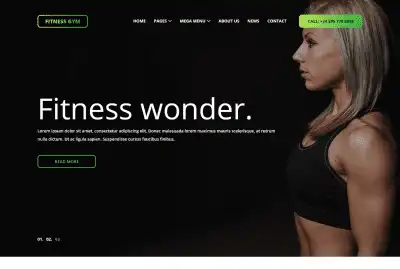 FITNESS GYM
HOME PAGES MEGA MENU ABOUT US NEWS CONTACT
Fitness wonder.
Lorem ipsum dolor sit amet, consectetur adipiscing elit. Donec malesuada lorem maximus mauris scelerisque, at rutrum
nulla dictum. Ut ac ligula sapien. Suspendisse cursus faucibus finibus.
READ MORE
01. 02. 03.